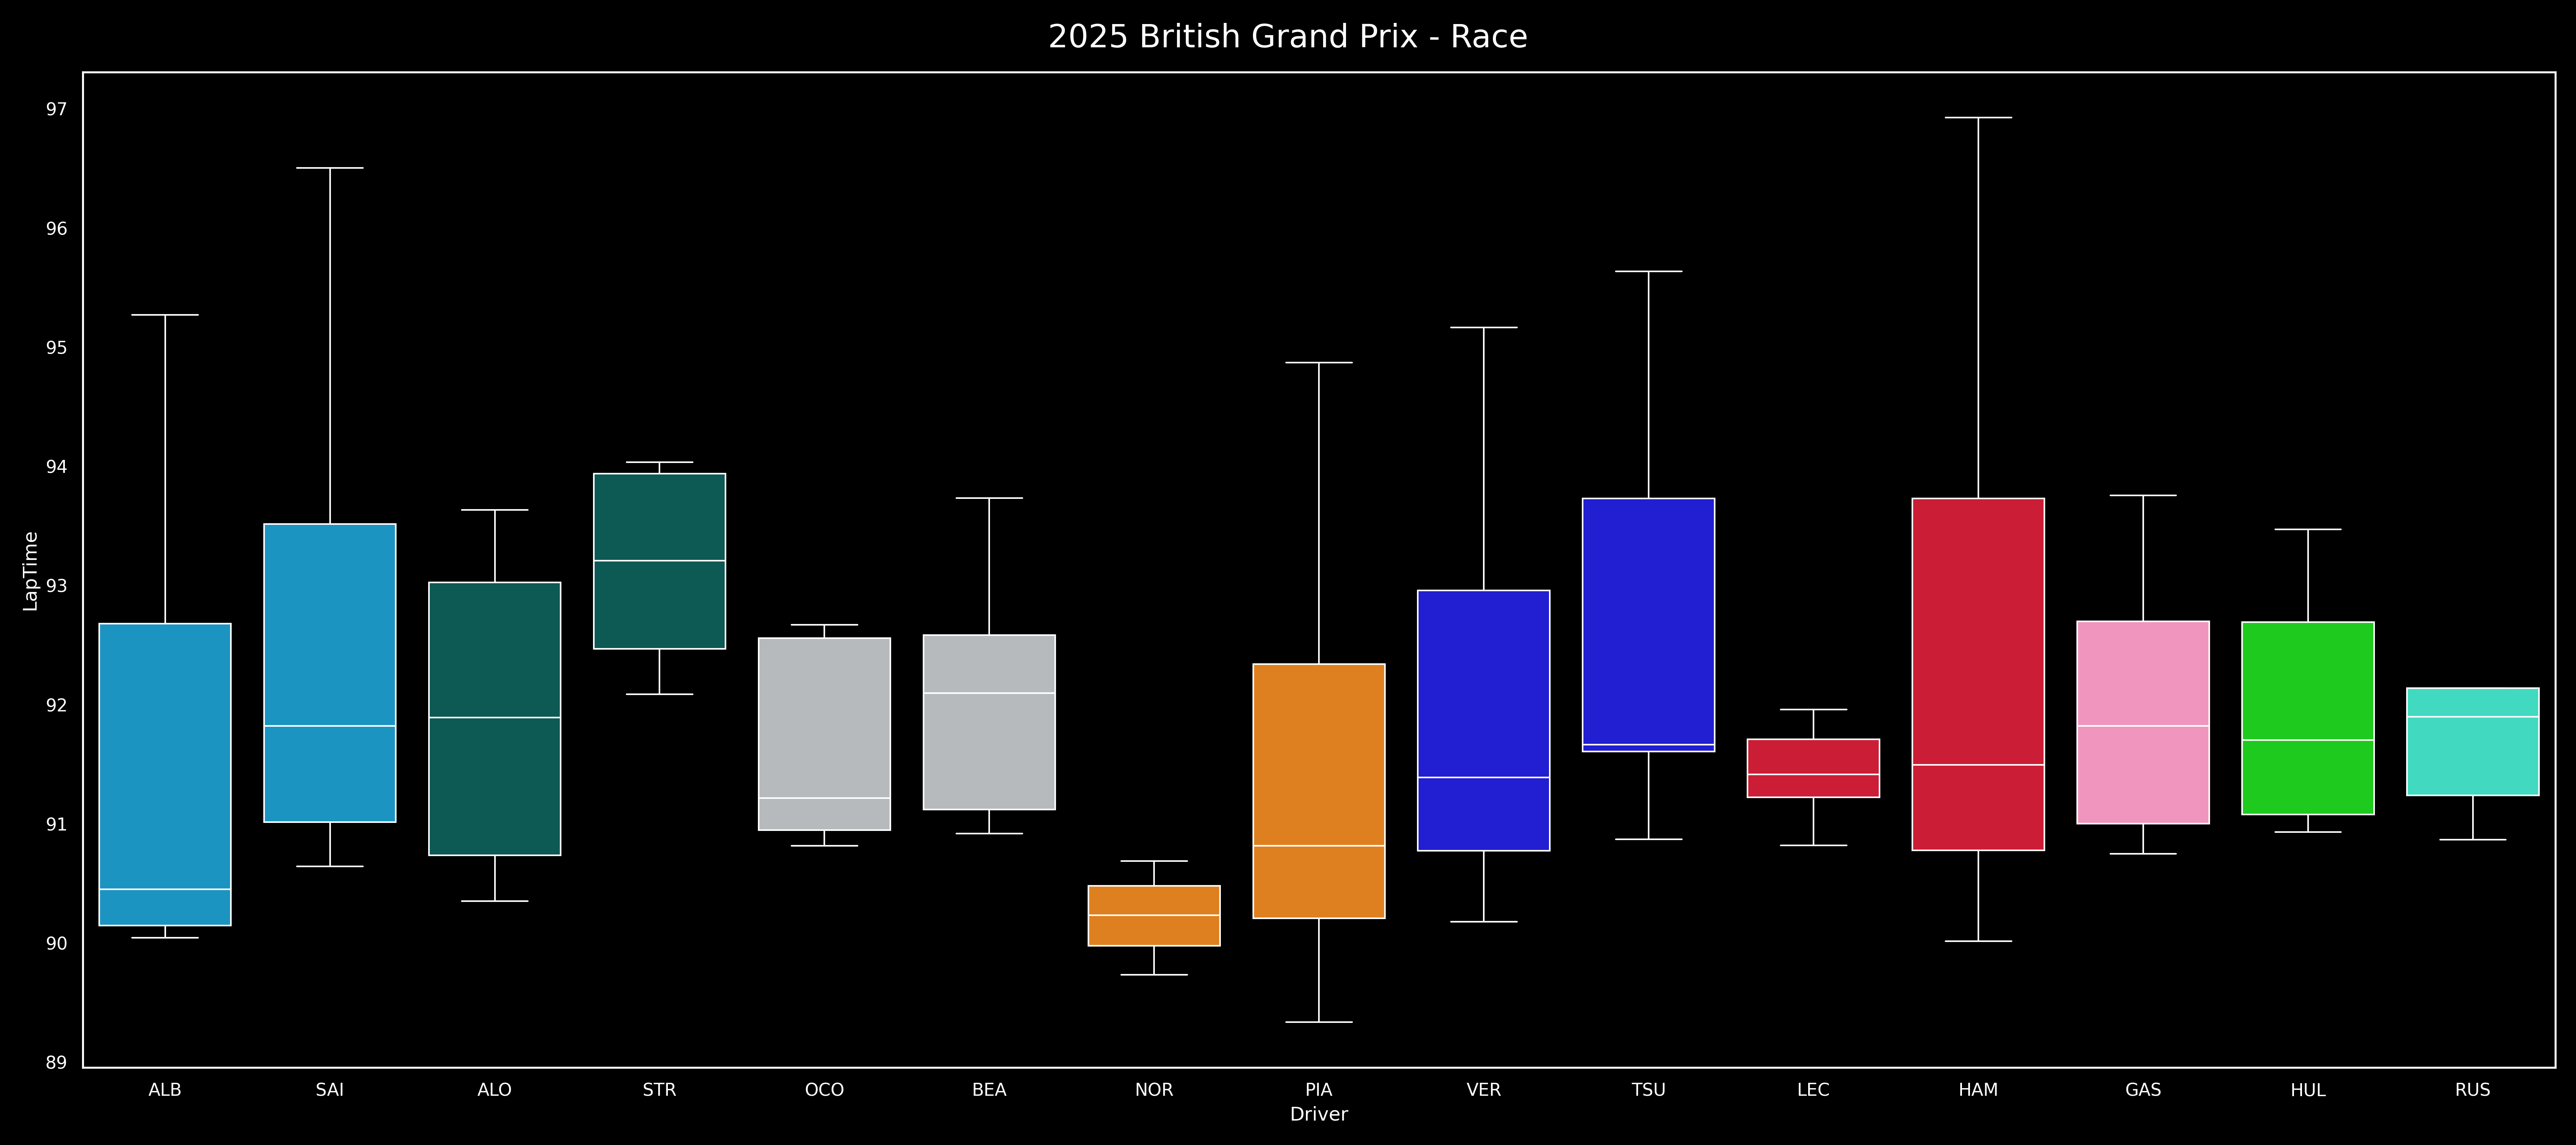 2025 British Grand Prix - Race
97
96
95
94
93
92
91
90
89
LapTime
ALB SAI ALO STR OCO BEA NOR PIA VER TSU LEC HAM GAS HUL RUS
Driver